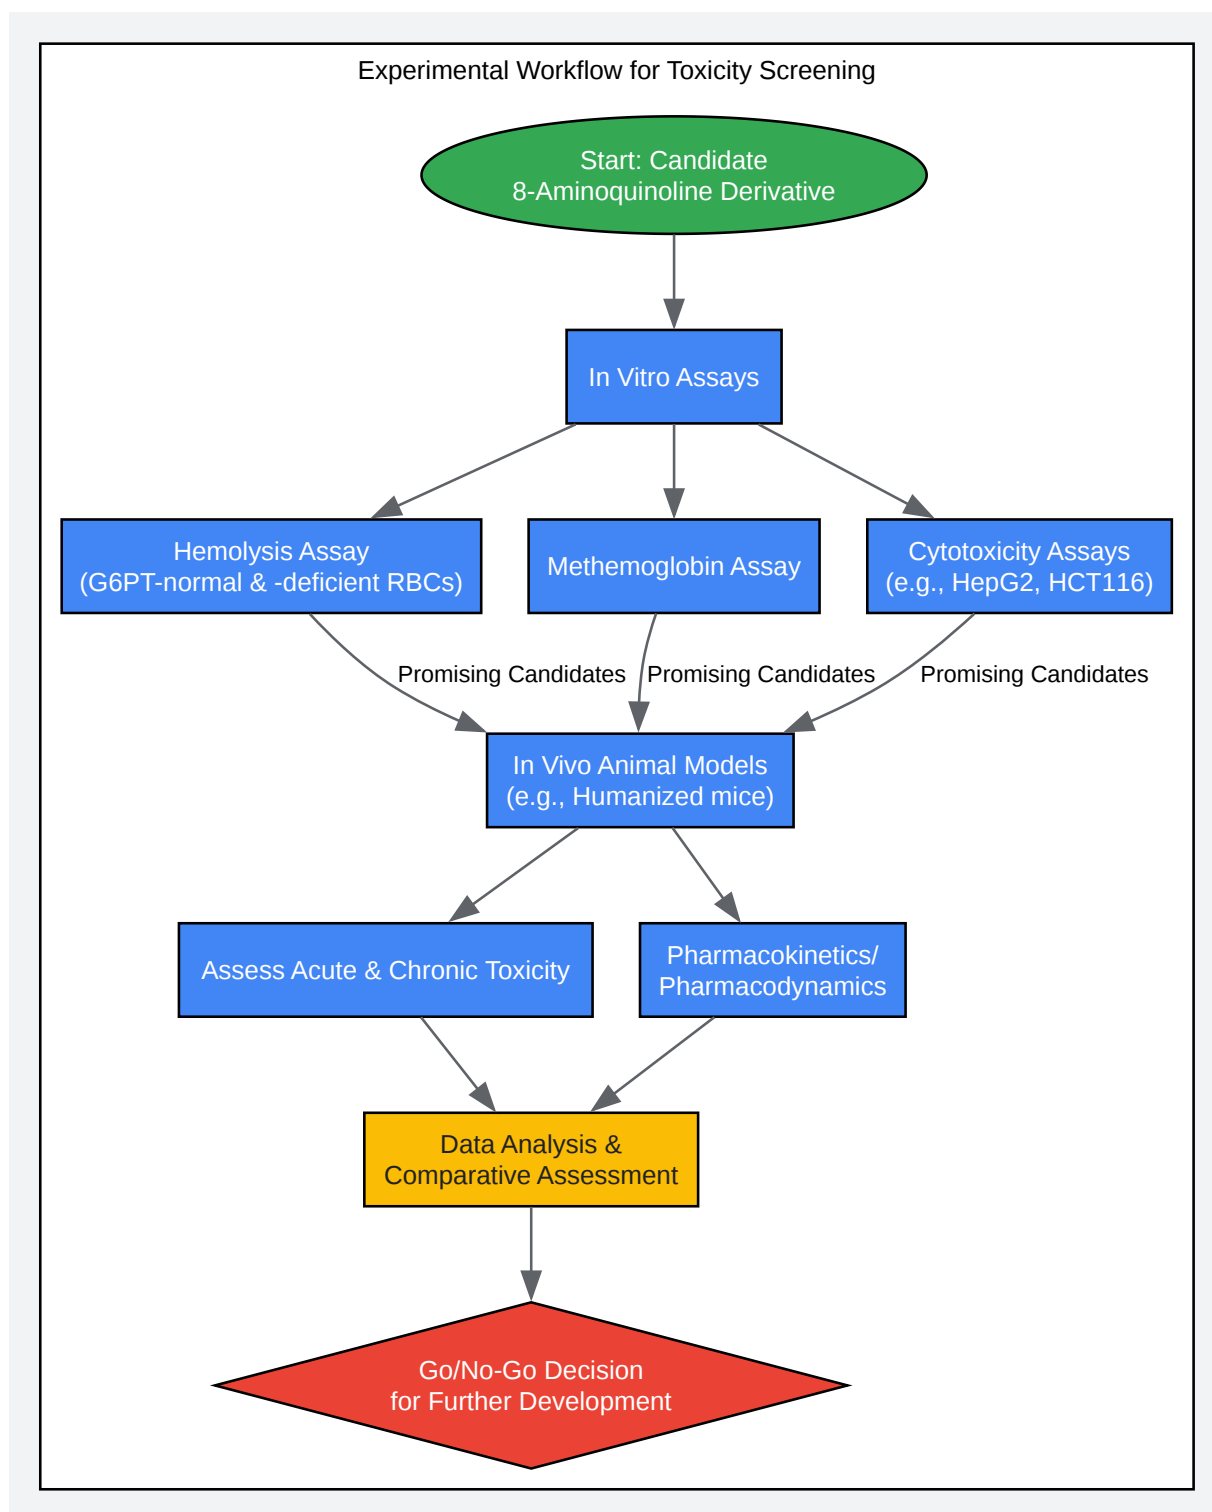 Experimental Workflow for Toxicity Screening
Start: Candidate
8-Aminoquinoline Derivative
In Vitro Assays
Hemolysis Assay
(G6PT-normal & -deficient RBCs)
Methemoglobin Assay
Cytotoxicity Assays
(e.g., HepG2, HCT116)
Promising Candidates
Promising Candidates
Promising Candidates
In Vivo Animal Models
(e.g., Humanized mice)
Assess Acute & Chronic Toxicity
Pharmacokinetics/
Pharmacodynamics
Data Analysis &
Comparative Assessment
Go/No-Go Decision
for Further Development